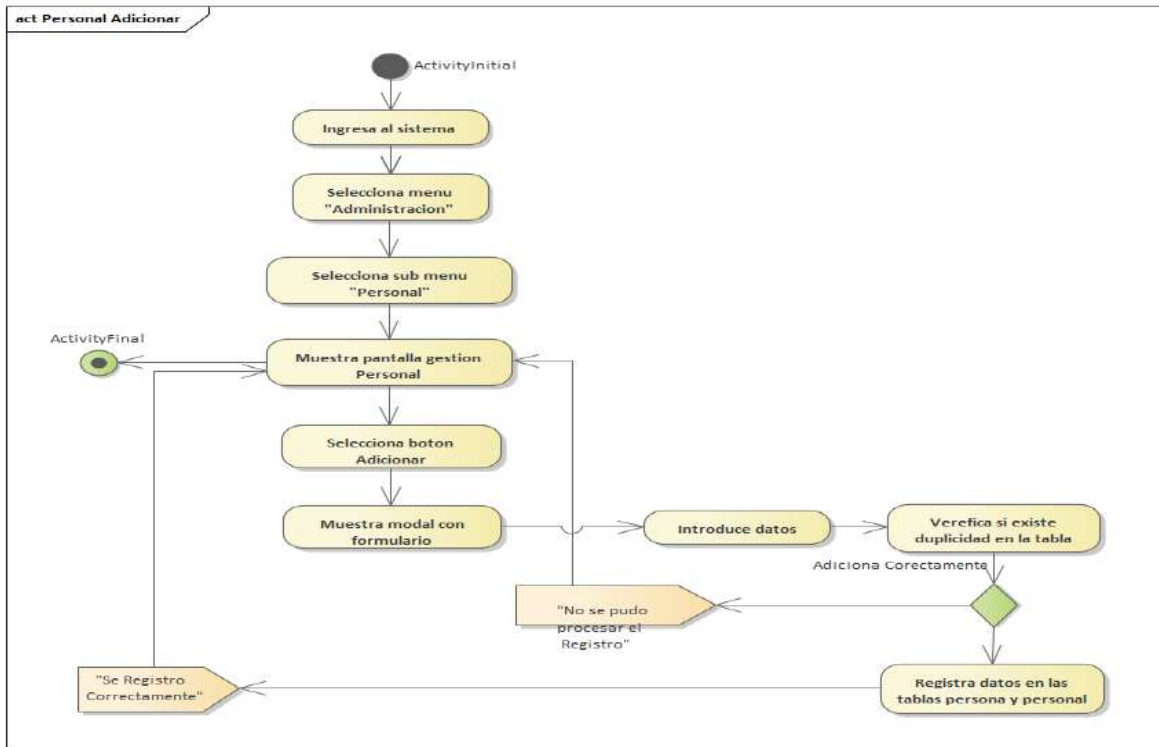 act Personal Adicionar
ActivityInitial
Ingresa al sistema
Selecciona menu
"Administracion"
Selecciona sub menu
"Personal"
ActivityFinal
Muestra pantalla gestion
Personal
Selecciona boton
Adicionar
Muestra modal con
formulario
Introduce datos
Verefica si existe
duplicidad en la tabla
Adiciona Corectamente
"No se pudo
procesar el
Registro"
"Se Registro
Correctamente"
Registra datos en las
tablas persona y personal